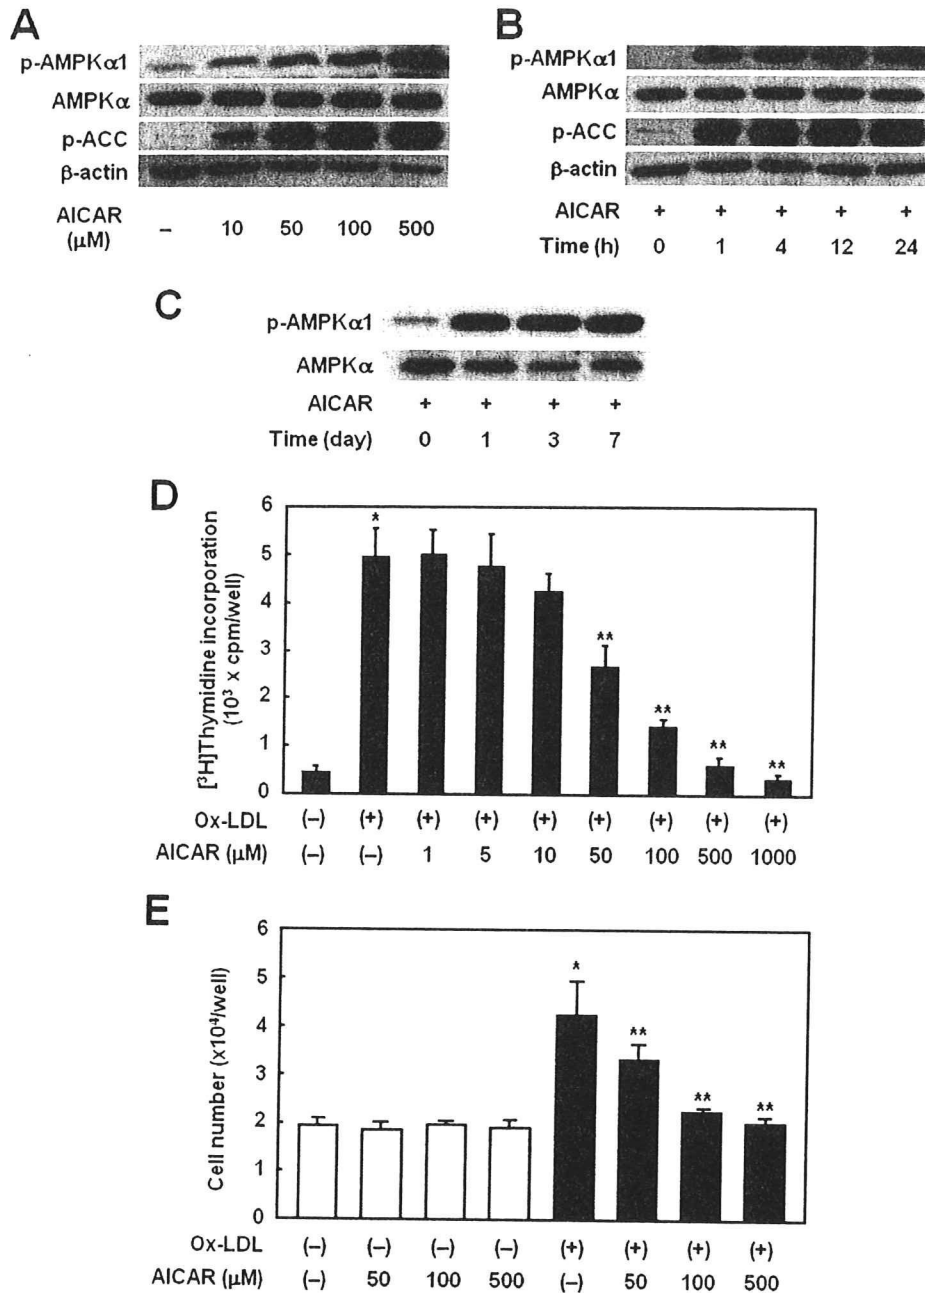 A
p-AMPKα1
AMPKα
p-ACC
β-actin
AICAR
(μM)
– 10 50 100 500
B
p-AMPKα1
AMPKα
p-ACC
β-actin
AICAR + + + + +
Time (h) 0 1 4 12 24
C
p-AMPKα1
AMPKα
AICAR + + + +
Time (day) 0 1 3 7
D
[³H]Thymidine incorporation
(10³ x cpm/well)
6
5
4
3
2
1
0
*
**
**
**
**
Ox-LDL (–) (+) (+) (+) (+) (+) (+) (+) (+)
AICAR (μM) (–) (–) 1 5 10 50 100 500 1000
E
Cell number (x10⁴/well)
6
5
4
3
2
1
0
*
**
**
**
Ox-LDL (–) (–) (–) (–) (+) (+) (+) (+)
AICAR (μM) (–) 50 100 500 (–) 50 100 500